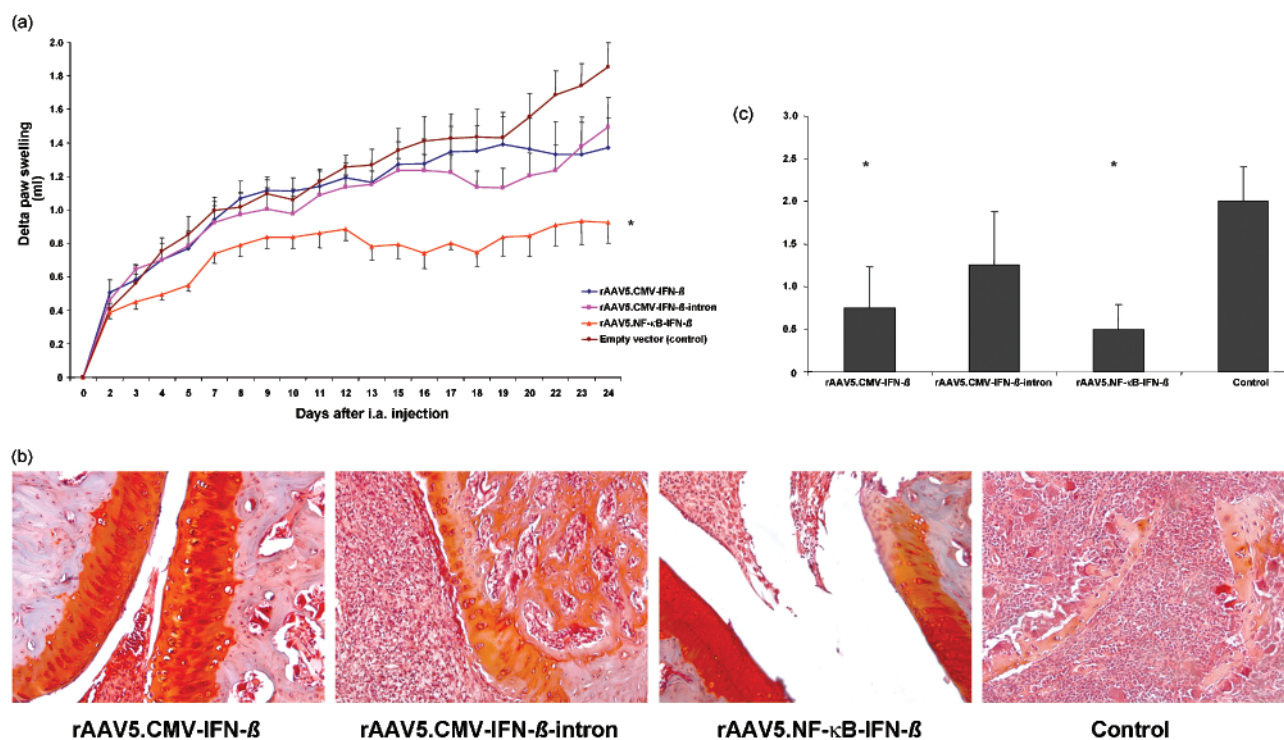 (a)
2.0
1.8
1.6
1.4
1.2
1.0
0.8
0.6
0.4
0.2
0
Delta paw swelling
(ml)
*
rAAV5.CMV-IFN-ß
rAAV5.CMV-IFN-ß-intron
rAAV5.NF-κB-IFN-ß
Empty vector (control)
0 2 3 4 5 7 8 9 10 11 12 13 15 16 17 18 19 20 22 23 24
Days after i.a. injection
(c)
3.0
2.5
2.0
1.5
1.0
0.5
0
* *
rAAV5.CMV-IFN-ß rAAV5.CMV-IFN-ß-intron rAAV5.NF-κB-IFN-ß Control
(b)
rAAV5.CMV-IFN-ß rAAV5.CMV-IFN-ß-intron rAAV5.NF-κB-IFN-ß Control